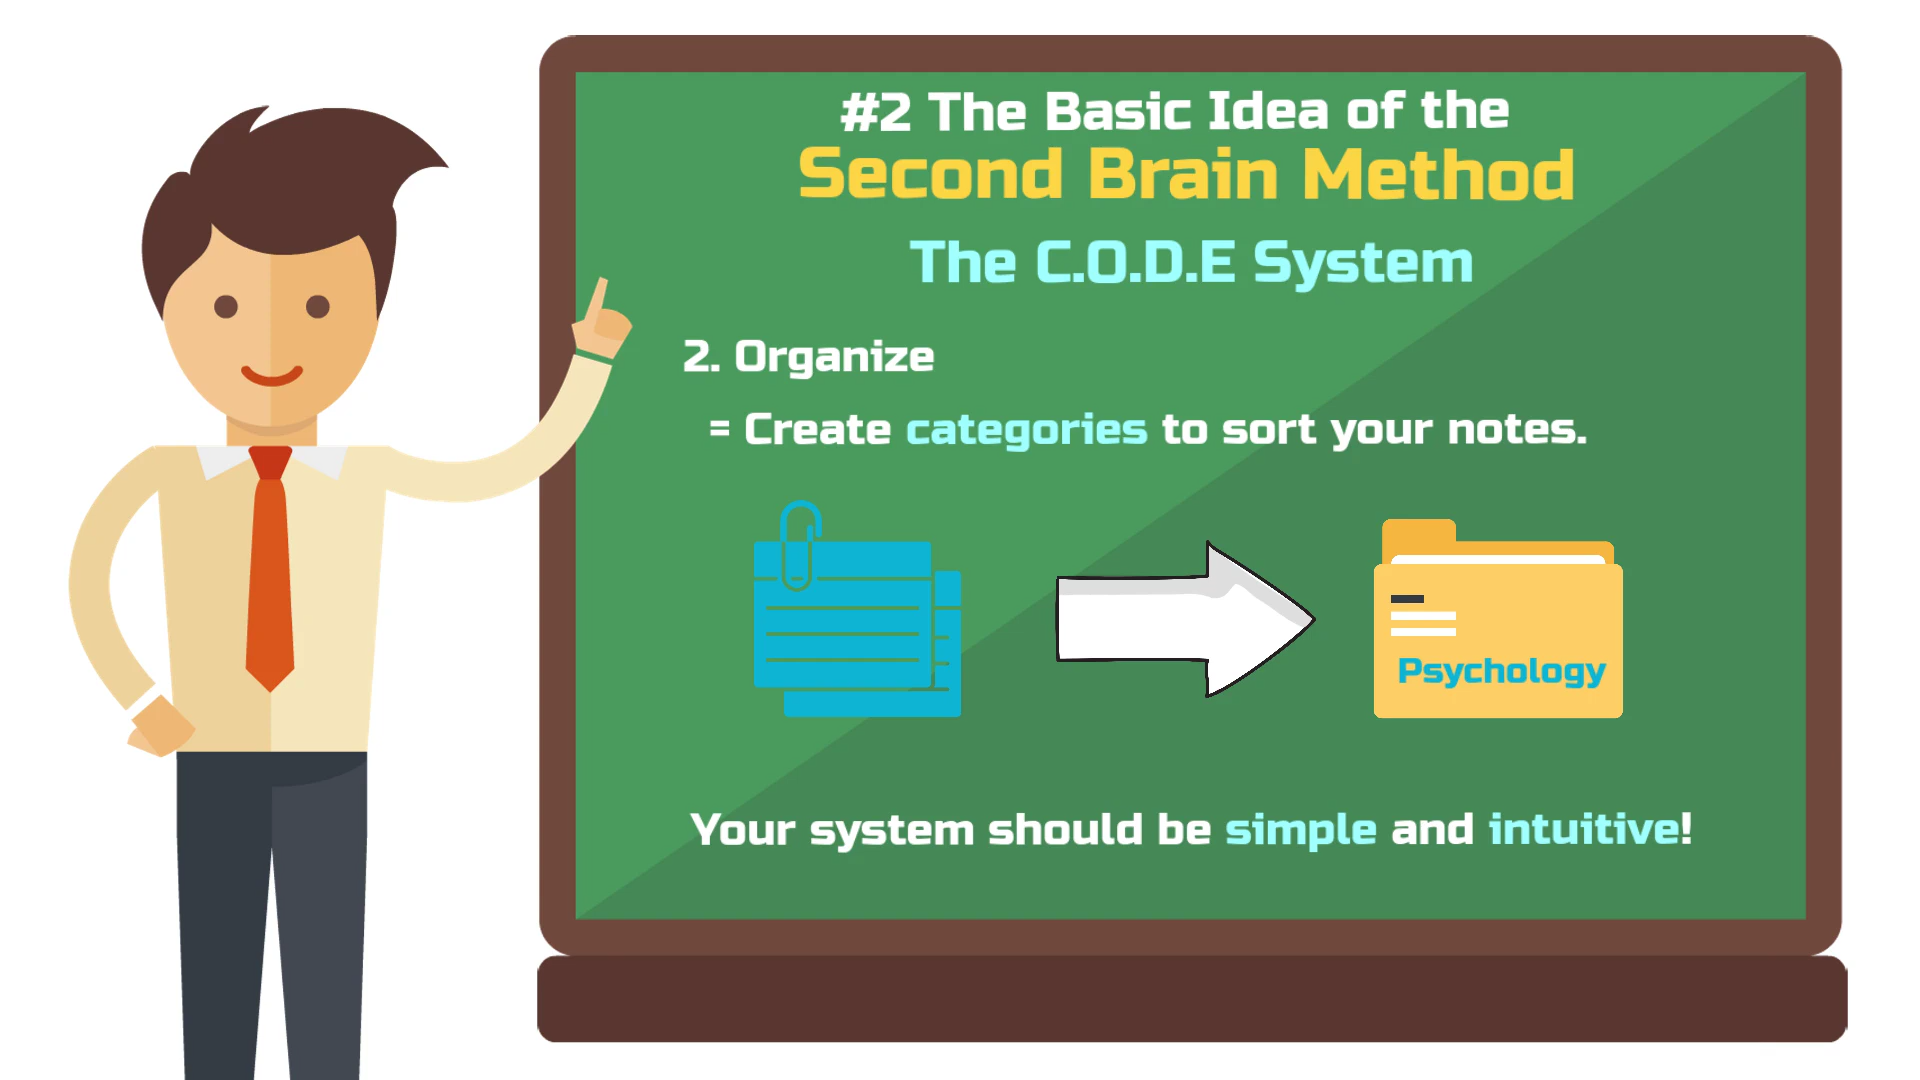 #2 The Basic Idea of the
Second Brain Method
The C.O.D.E System
2. Organize
= Create categories to sort your notes.
Psychology
Your system should be simple and intuitive!